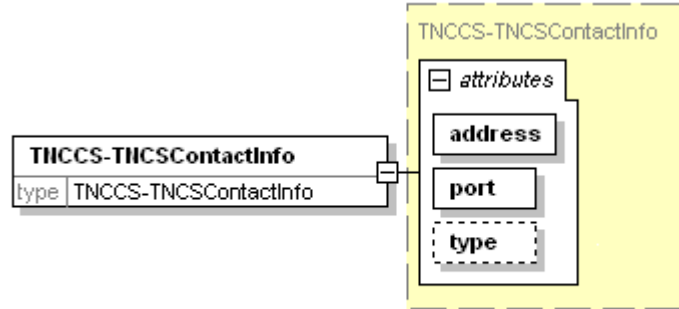 TNCCS-TNCSContactInfo
attributes
address
TNCCS-TNCSContactInfo
type TNCCS-TNCSContactInfo
port
type